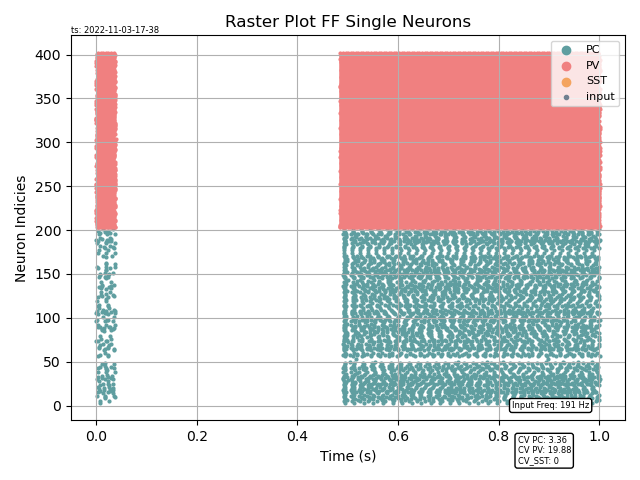 Raster Plot FF Single Neurons
ts: 2022-11-03-17-38
PC
PV
SST
input
400
350
300
250
200
150
100
50
0
Neuron Indicies
Input Freq: 191 Hz
0.0 0.2 0.4 0.6 0.8 1.0
Time (s)
CV PC: 3.36
CV PV: 19.88
CV_SST: 0